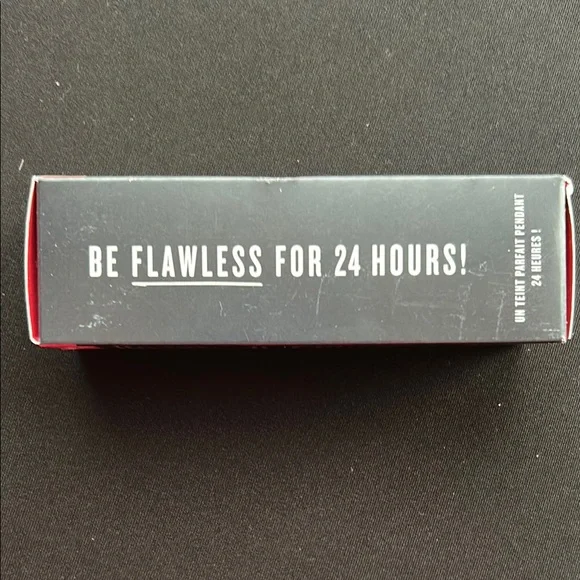 BE FLAWLESS FOR 24 HOURS!
UN TEINT PARFAIT PENDANT
24 HEURES !